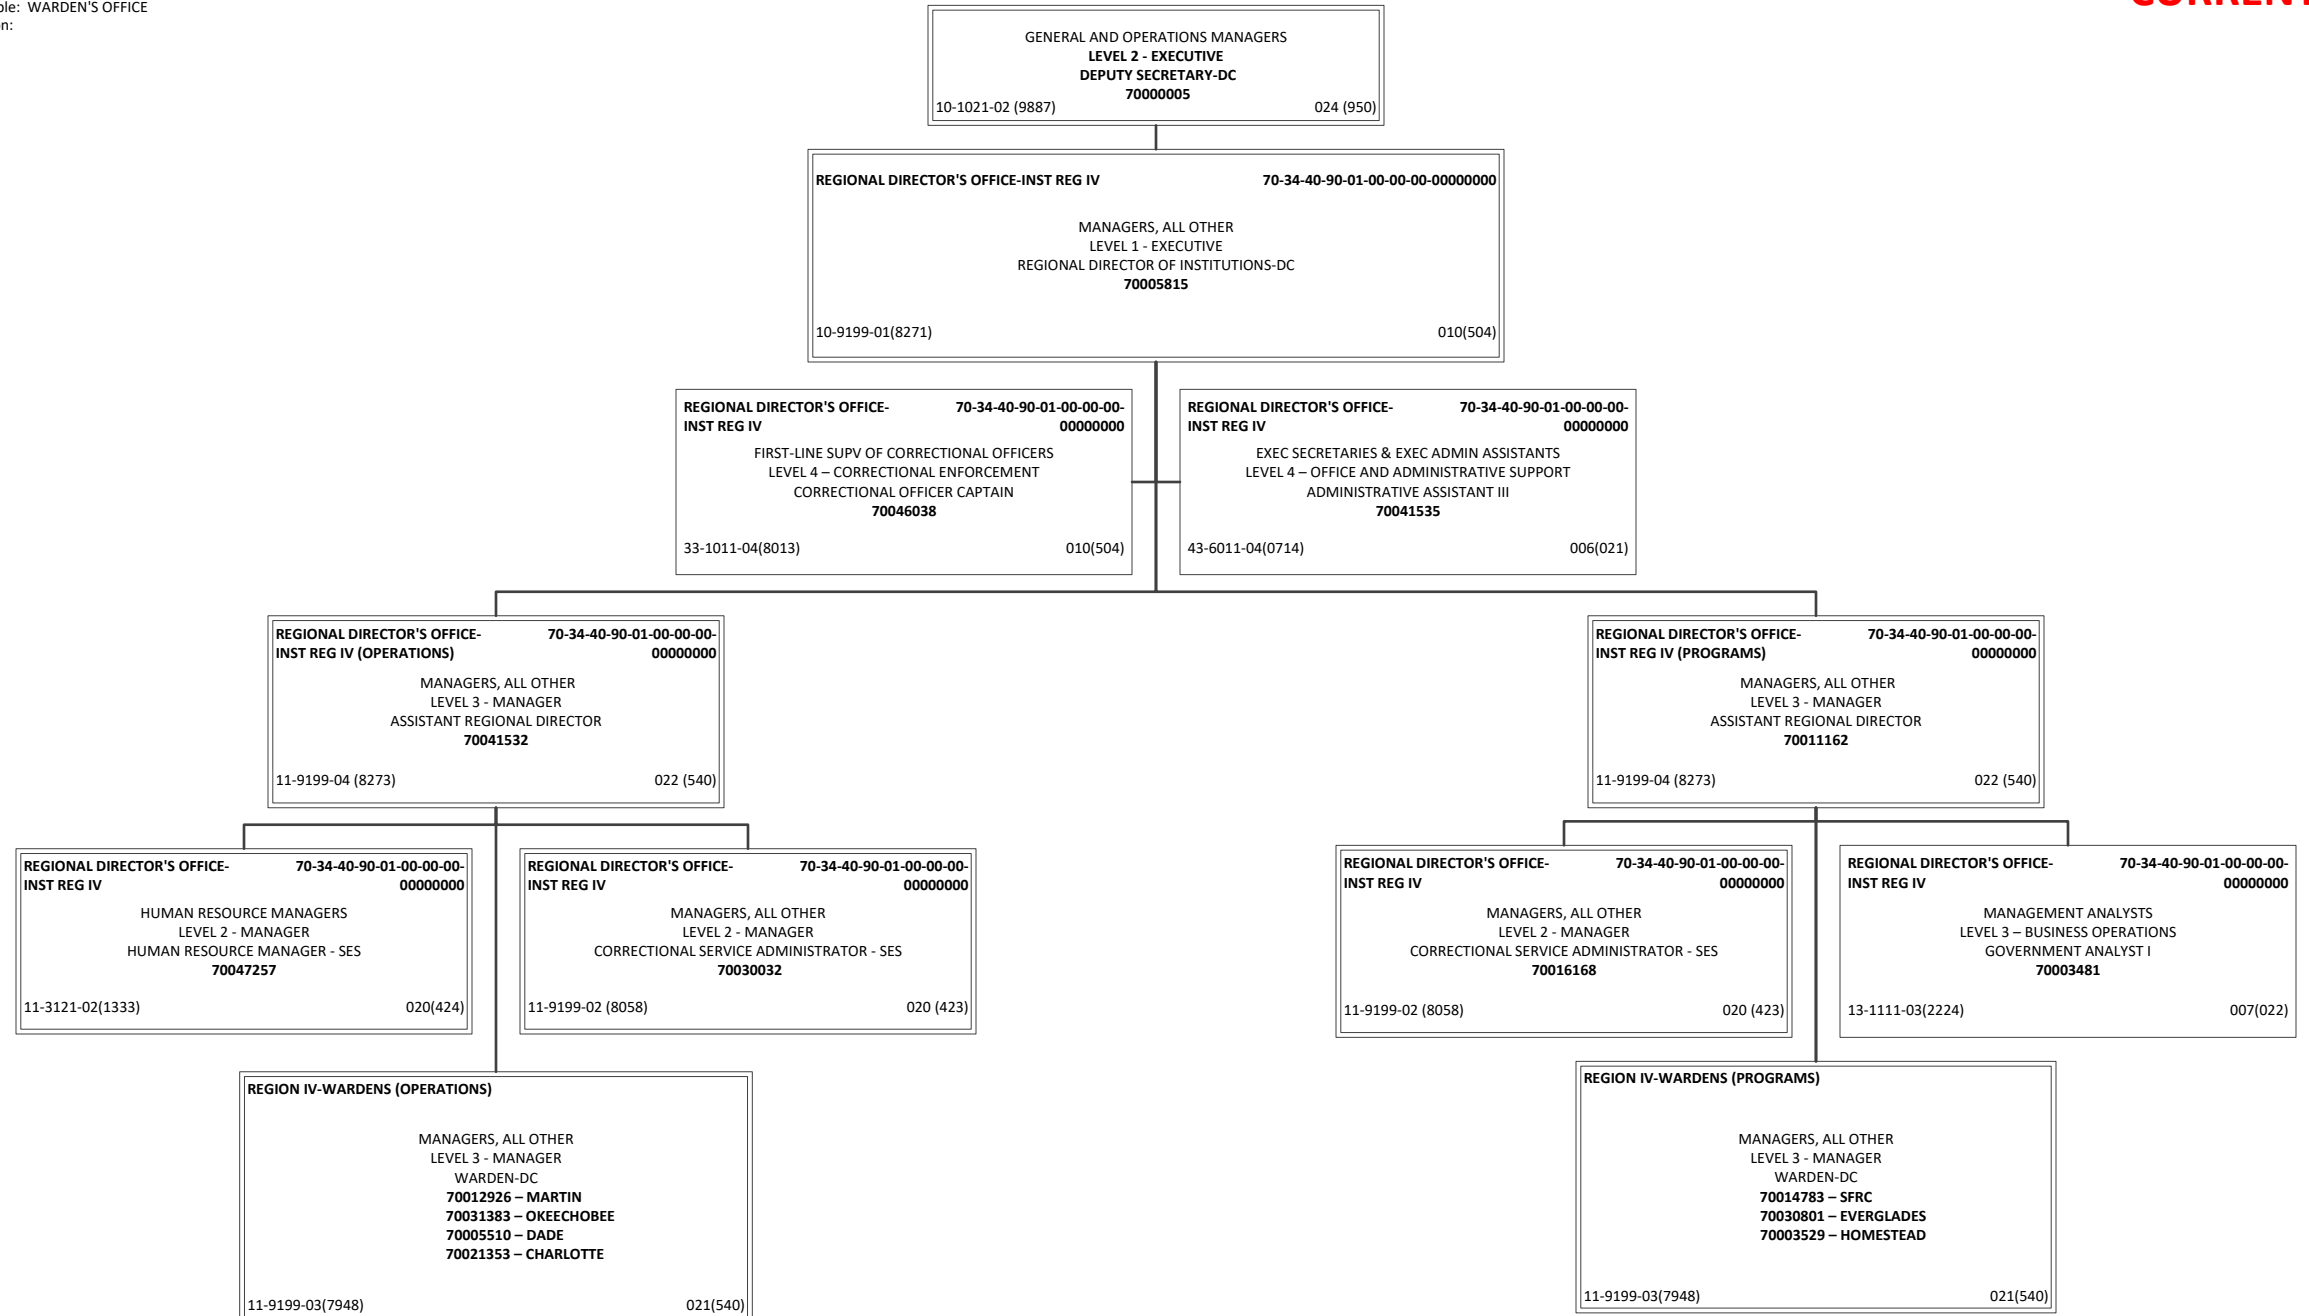 WARDEN'S OFFICE
GENERAL AND OPERATIONS MANAGERS
LEVEL 2 - EXECUTIVE
DEPUTY SECRETARY-DC
70000005
10-1021-02 (9887) 024 (950)
REGIONAL DIRECTOR'S OFFICE-INST REG IV 70-34-40-90-01-00-00-00-00000000
MANAGERS, ALL OTHER
LEVEL 1 - EXECUTIVE
REGIONAL DIRECTOR OF INSTITUTIONS-DC
70005815
10-9199-01(8271) 010(504)
REGIONAL DIRECTOR'S OFFICE- 70-34-40-90-01-00-00-00-
INST REG IV 00000000
FIRST-LINE SUPV OF CORRECTIONAL OFFICERS
LEVEL 4 – CORRECTIONAL ENFORCEMENT
CORRECTIONAL OFFICER CAPTAIN
70046038
33-1011-04(8013) 010(504)
REGIONAL DIRECTOR'S OFFICE- 70-34-40-90-01-00-00-00-
INST REG IV 00000000
EXEC SECRETARIES & EXEC ADMIN ASSISTANTS
LEVEL 4 – OFFICE AND ADMINISTRATIVE SUPPORT
ADMINISTRATIVE ASSISTANT III
70041535
43-6011-04(0714) 006(021)
REGIONAL DIRECTOR'S OFFICE- 70-34-40-90-01-00-00-00-
INST REG IV (OPERATIONS) 00000000
MANAGERS, ALL OTHER
LEVEL 3 - MANAGER
ASSISTANT REGIONAL DIRECTOR
70041532
11-9199-04 (8273) 022 (540)
REGIONAL DIRECTOR'S OFFICE- 70-34-40-90-01-00-00-00-
INST REG IV (PROGRAMS) 00000000
MANAGERS, ALL OTHER
LEVEL 3 - MANAGER
ASSISTANT REGIONAL DIRECTOR
70011162
11-9199-04 (8273) 022 (540)
REGIONAL DIRECTOR'S OFFICE- 70-34-40-90-01-00-00-00-
INST REG IV 00000000
HUMAN RESOURCE MANAGERS
LEVEL 2 - MANAGER
HUMAN RESOURCE MANAGER - SES
70047257
11-3121-02(1333) 020(424)
REGIONAL DIRECTOR'S OFFICE- 70-34-40-90-01-00-00-00-
INST REG IV 00000000
MANAGERS, ALL OTHER
LEVEL 2 - MANAGER
CORRECTIONAL SERVICE ADMINISTRATOR - SES
70030032
11-9199-02 (8058) 020 (423)
REGIONAL DIRECTOR'S OFFICE- 70-34-40-90-01-00-00-00-
INST REG IV 00000000
MANAGERS, ALL OTHER
LEVEL 2 - MANAGER
CORRECTIONAL SERVICE ADMINISTRATOR - SES
70016168
11-9199-02 (8058) 020 (423)
REGIONAL DIRECTOR'S OFFICE- 70-34-40-90-01-00-00-00-
INST REG IV 00000000
MANAGEMENT ANALYSTS
LEVEL 3 – BUSINESS OPERATIONS
GOVERNMENT ANALYST I
70003481
13-1111-03(2224) 007(022)
REGION IV-WARDENS (OPERATIONS)
MANAGERS, ALL OTHER
LEVEL 3 - MANAGER
WARDEN-DC
70012926 – MARTIN
70031383 – OKEECHOBEE
70005510 – DADE
70021353 – CHARLOTTE
11-9199-03(7948) 021(540)
REGION IV-WARDENS (PROGRAMS)
MANAGERS, ALL OTHER
LEVEL 3 - MANAGER
WARDEN-DC
70014783 – SFRC
70030801 – EVERGLADES
70003529 – HOMESTEAD
11-9199-03(7948) 021(540)